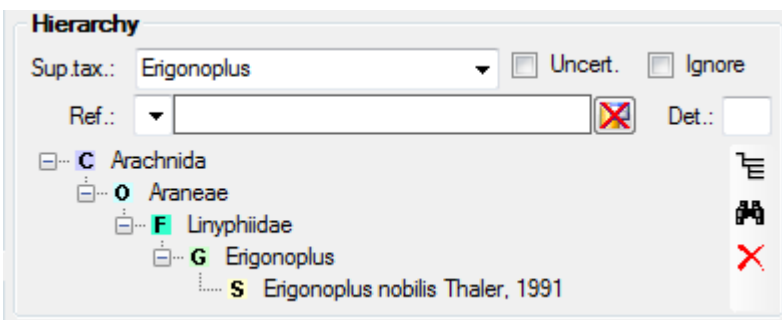 Hierarchy
Sup.tax.: Erigonoplus Uncert. Ignore
Ref.: Det.:
C Arachnida
O Araneae
F Linyphiidae
G Erigonoplus
S Erigonoplus nobilis Thaler, 1991